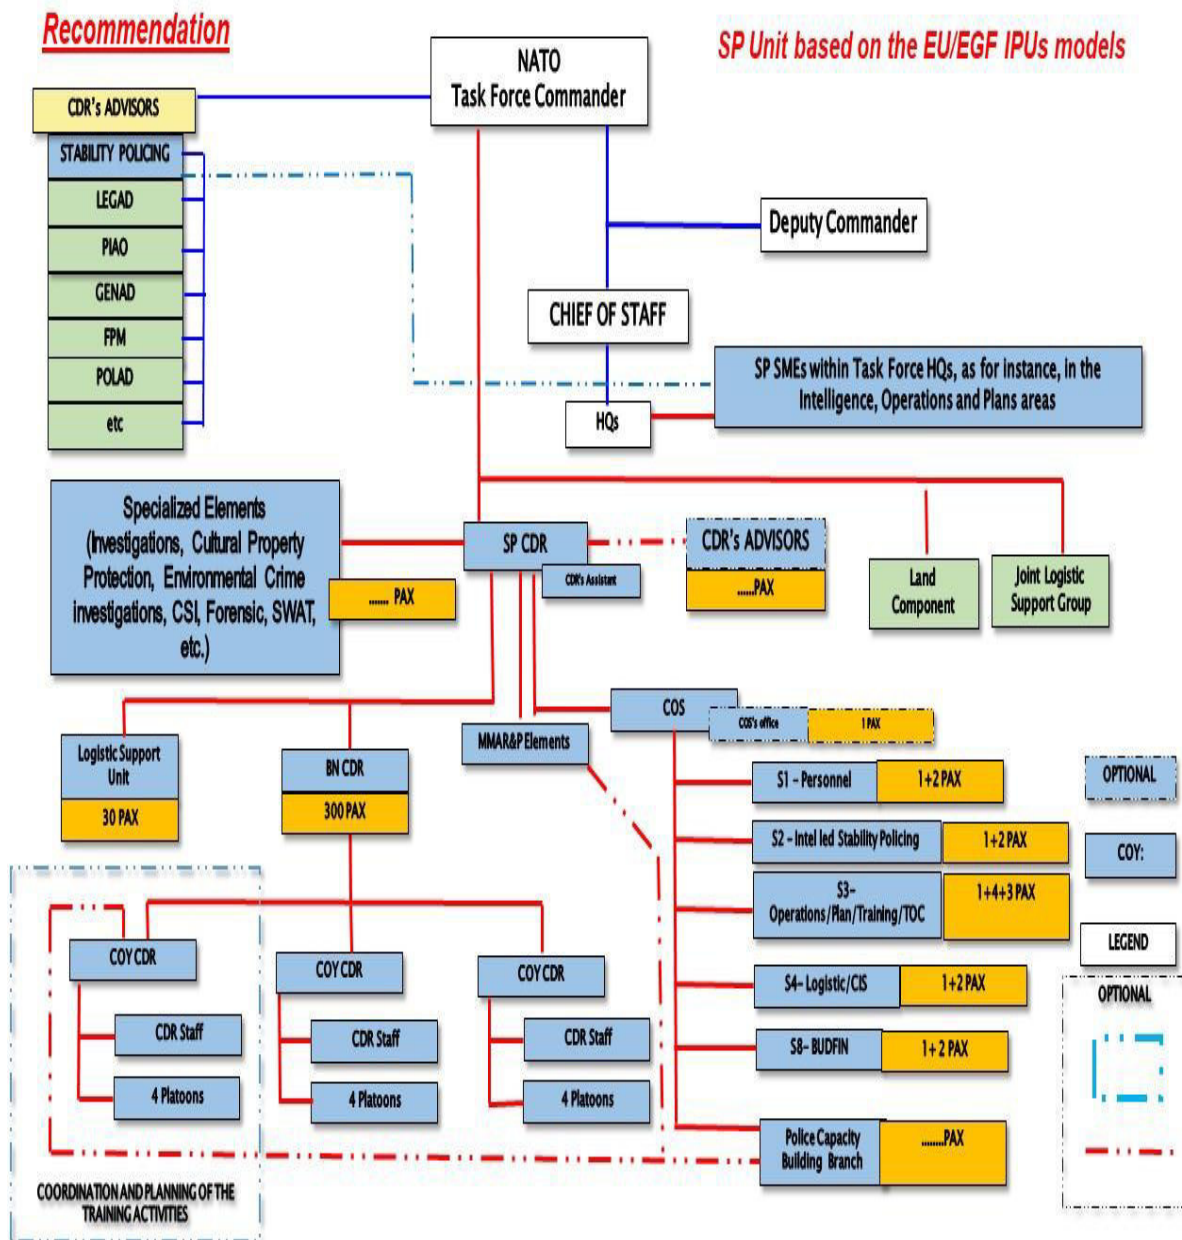 Recommendation
SP Unit based on the EU/EGF IPUs models
NATO
Task Force Commander
CDR's ADVISORS
STABILITY POLICING
LEGAD
PIAO
GENAD
FPM
POLAD
etc
Deputy Commander
CHIEF OF STAFF
HQs
SP SMEs within Task Force HQs, as for instance, in the
Intelligence, Operations and Plans areas
Specialized Elements
(Investigations, Cultural Property
Protection, Environmental Crime
investigations, CSI, Forensic, SWAT,
etc.)
...... PAX
SP CDR
CDR's Assistant
CDR's ADVISORS
......PAX
Land
Component
Joint Logistic
Support Group
Logistic Support
Unit
30 PAX
BN CDR
300 PAX
MMAR&P Elements
COS
COS's office
1 PAX
S1 – Personnel
1+2 PAX
S2 – Intel led Stability Policing
1+2 PAX
S3–
Operations/Plan/Training/TOC
1+4+3 PAX
S4– Logistic/CIS
1+2 PAX
S8– BUDFIN
1+ 2 PAX
Police Capacity
Building Branch
........PAX
COY CDR
CDR Staff
4 Platoons
COY CDR
CDR Staff
4 Platoons
COY CDR
CDR Staff
4 Platoons
COORDINATION AND PLANNING OF THE
TRAINING ACTIVITIES
OPTIONAL
COY:
LEGEND
OPTIONAL